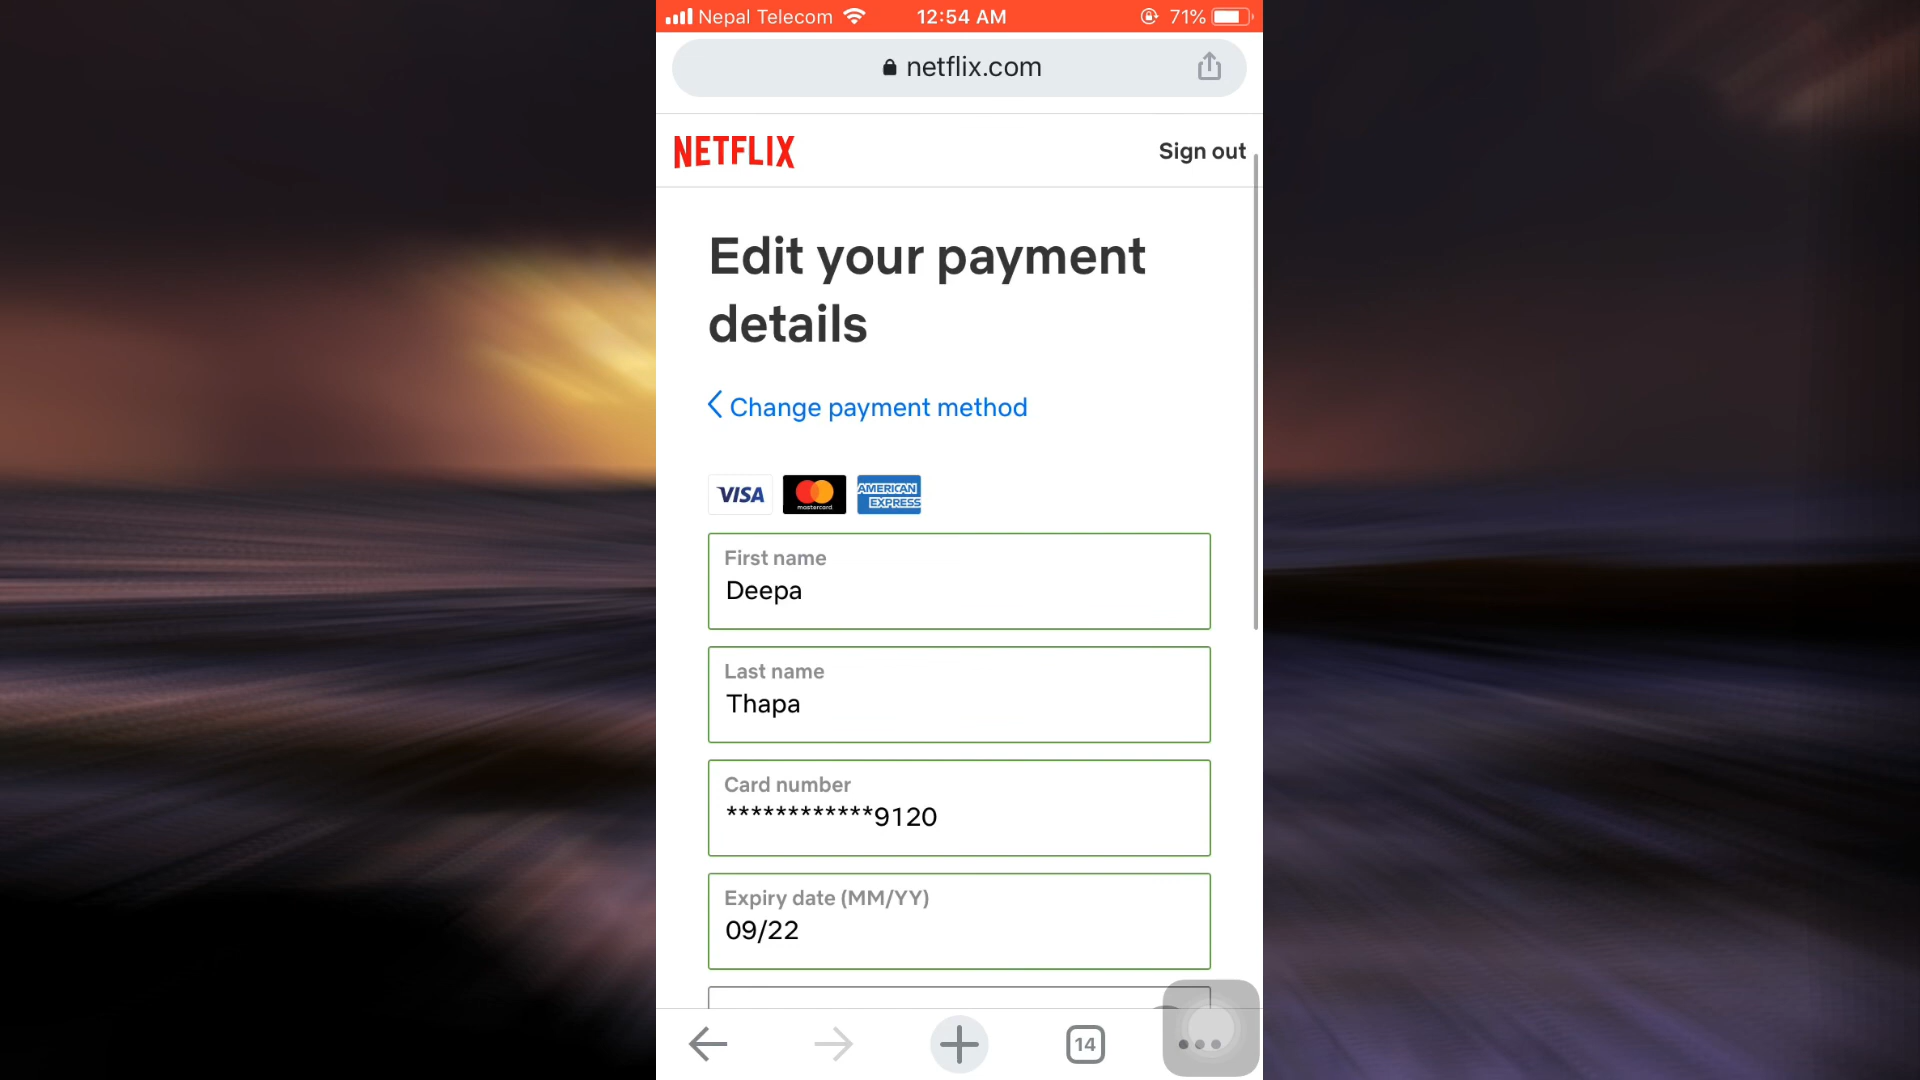 Nepal Telecom 12:54 AM 71%
netflix.com
NETFLIX Sign out
Edit your payment
details
Change payment method
VISA mastercard AMERICAN EXPRESS
First name
Deepa
Last name
Thapa
Card number
************9120
Expiry date (MM/YY)
09/22
14